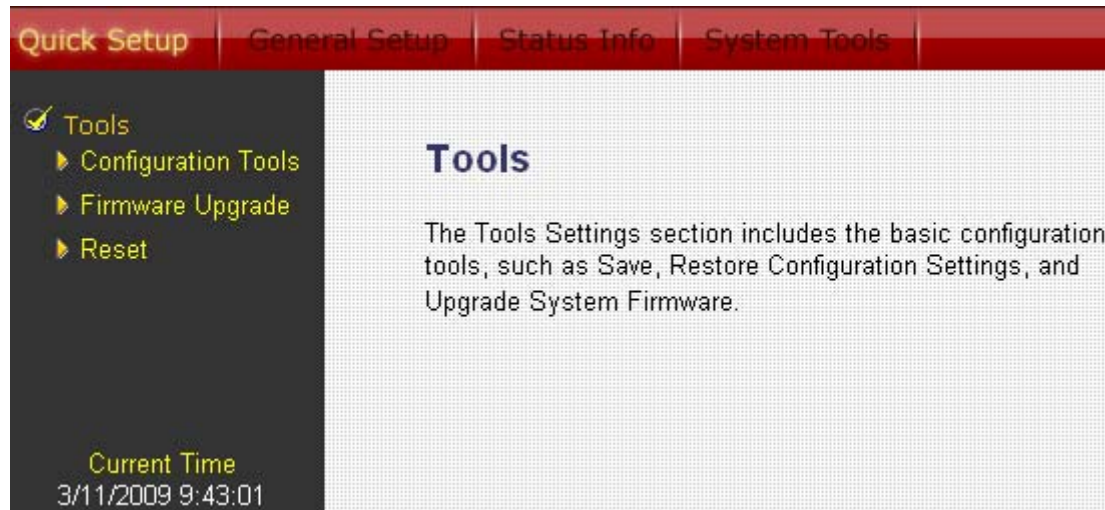 Quick Setup General Setup Status Info System Tools
Tools
Configuration Tools
Firmware Upgrade
Reset
Current Time
3/11/2009 9:43:01
Tools
The Tools Settings section includes the basic configuration
tools, such as Save, Restore Configuration Settings, and
Upgrade System Firmware.